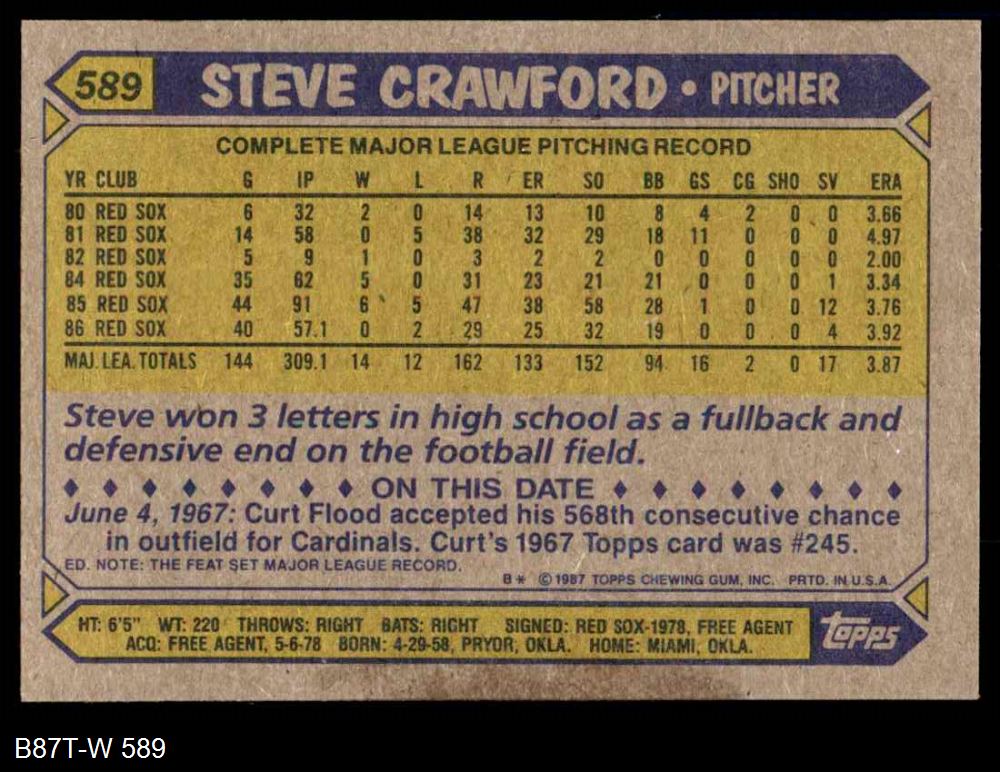 589 STEVE CRAWFORD • PITCHER
COMPLETE MAJOR LEAGUE PITCHING RECORD
YR CLUB G IP W L R ER SO BB GS CG SHO SV ERA
80 RED SOX 6 32 2 0 14 13 10 8 4 2 0 0 3.66
81 RED SOX 14 58 0 5 38 32 29 18 11 0 0 0 4.97
82 RED SOX 5 9 1 0 3 2 2 0 0 0 0 0 2.00
84 RED SOX 35 62 5 0 31 23 21 21 0 0 0 1 3.34
85 RED SOX 44 91 6 5 47 38 58 28 1 0 0 12 3.76
86 RED SOX 40 57.1 0 2 29 25 32 19 0 0 0 4 3.92
MAJ. LEA. TOTALS 144 309.1 14 12 162 133 152 94 16 2 0 17 3.87
Steve won 3 letters in high school as a fullback and
defensive end on the football field.
♦ ♦ ♦ ♦ ♦ ♦ ♦ ♦ ON THIS DATE ♦ ♦ ♦ ♦ ♦ ♦ ♦ ♦
June 4, 1967: Curt Flood accepted his 568th consecutive chance
in outfield for Cardinals. Curt's 1967 Topps card was #245.
ED. NOTE: THE FEAT SET MAJOR LEAGUE RECORD.
B* © 1987 TOPPS CHEWING GUM, INC. PRTD. IN U.S.A.
HT: 6'5" WT: 220 THROWS: RIGHT BATS: RIGHT SIGNED: RED SOX-1978, FREE AGENT
ACQ: FREE AGENT, 5-6-78 BORN: 4-29-58, PRYOR, OKLA. HOME: MIAMI, OKLA.
topps
B87T-W 589